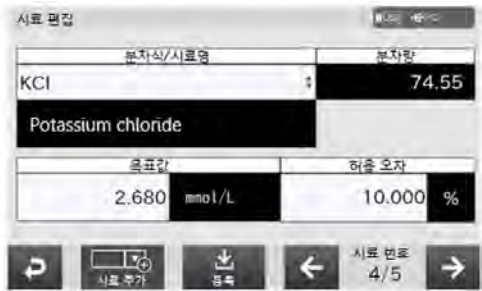 시료 편집
분자식/시료명 분자량
KCl 74.55
Potassium chloride
목표값 허용 오차
2.680 mmol/L 10.000 %
시료 추가 등록 시료 번호
4/5